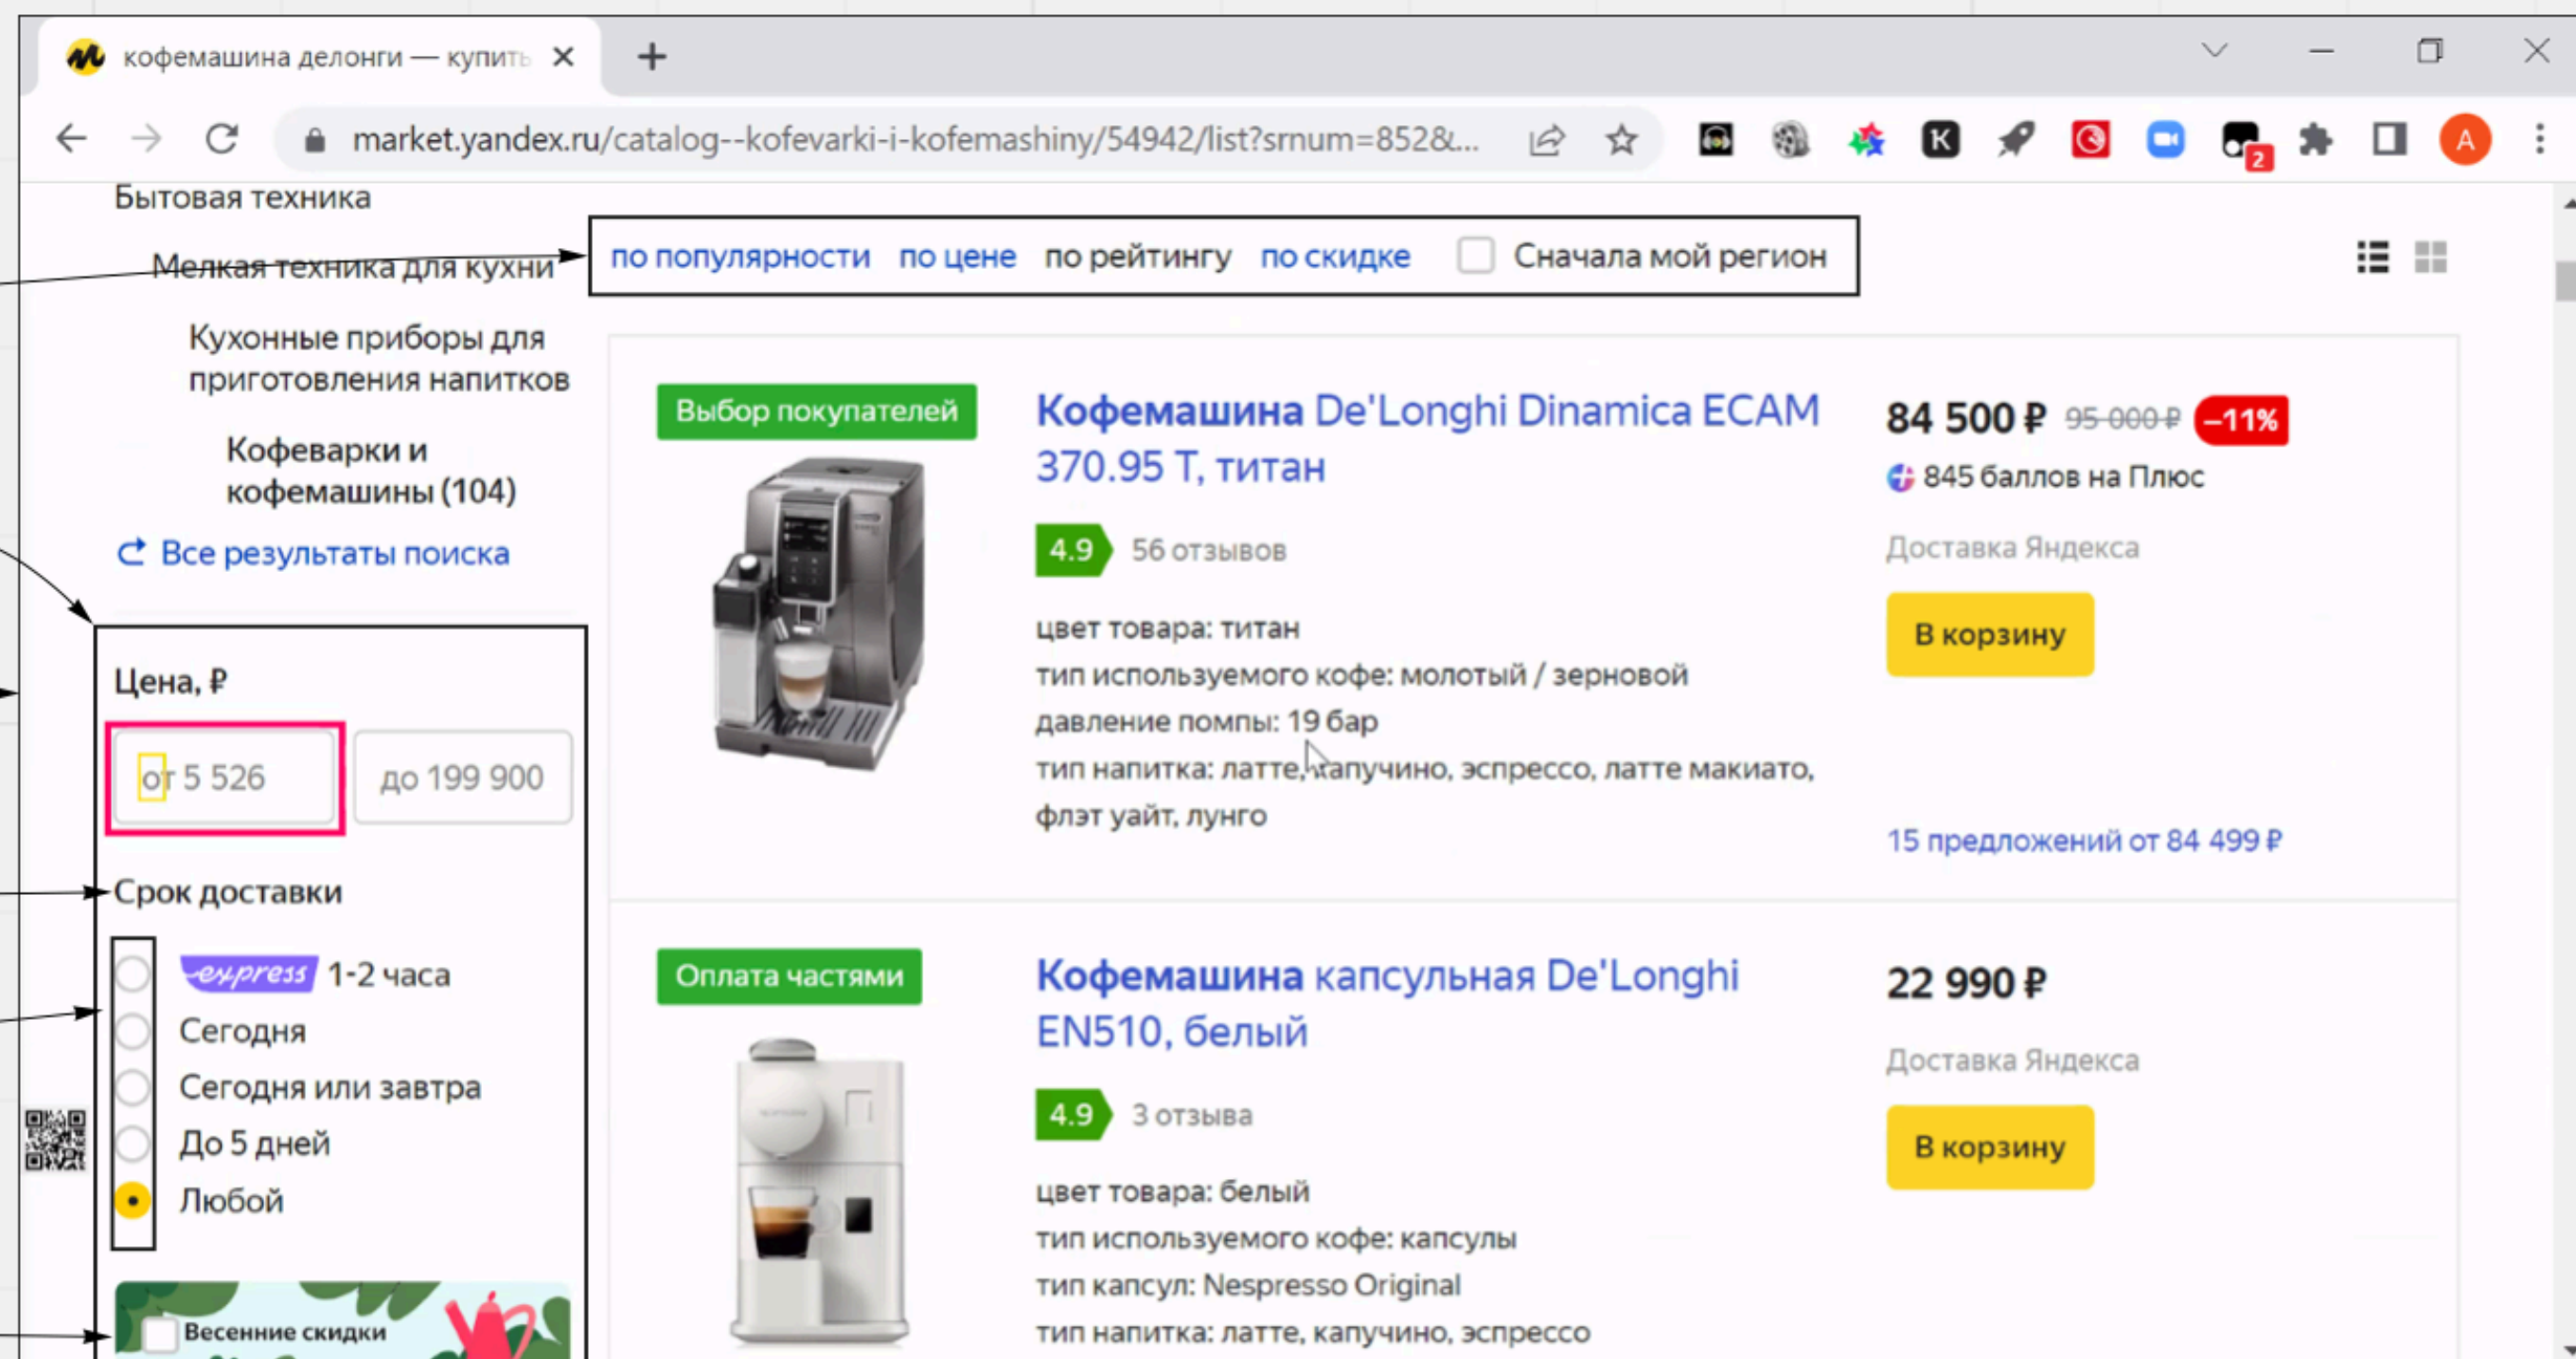 кофемашина делонги — купить
market.yandex.ru/catalog--kofevarki-i-kofemashiny/54942/list?srnum=852&...
K
2
A
Бытовая техника
Мелкая техника для кухни
Кухонные приборы для
приготовления напитков
Кофеварки и
кофемашины (104)
Все результаты поиска
Цена, ₽
от 5 526
до 199 900
Срок доставки
express 1-2 часа
Сегодня
Сегодня или завтра
До 5 дней
Любой
Весенние скидки
по популярности по цене по рейтингу по скидке Сначала мой регион
Выбор покупателей
Кофемашина De'Longhi Dinamica ECAM
370.95 T, титан
4.9 56 отзывов
цвет товара: титан
тип используемого кофе: молотый / зерновой
давление помпы: 19 бар
тип напитка: латте, капучино, эспрессо, латте макиато,
флэт уайт, лунго
84 500 ₽ 95 000 ₽ –11%
845 баллов на Плюс
Доставка Яндекса
В корзину
15 предложений от 84 499 ₽
Оплата частями
Кофемашина капсульная De'Longhi
EN510, белый
4.9 3 отзыва
цвет товара: белый
тип используемого кофе: капсулы
тип капсул: Nespresso Original
тип напитка: латте, капучино, эспрессо
22 990 ₽
Доставка Яндекса
В корзину